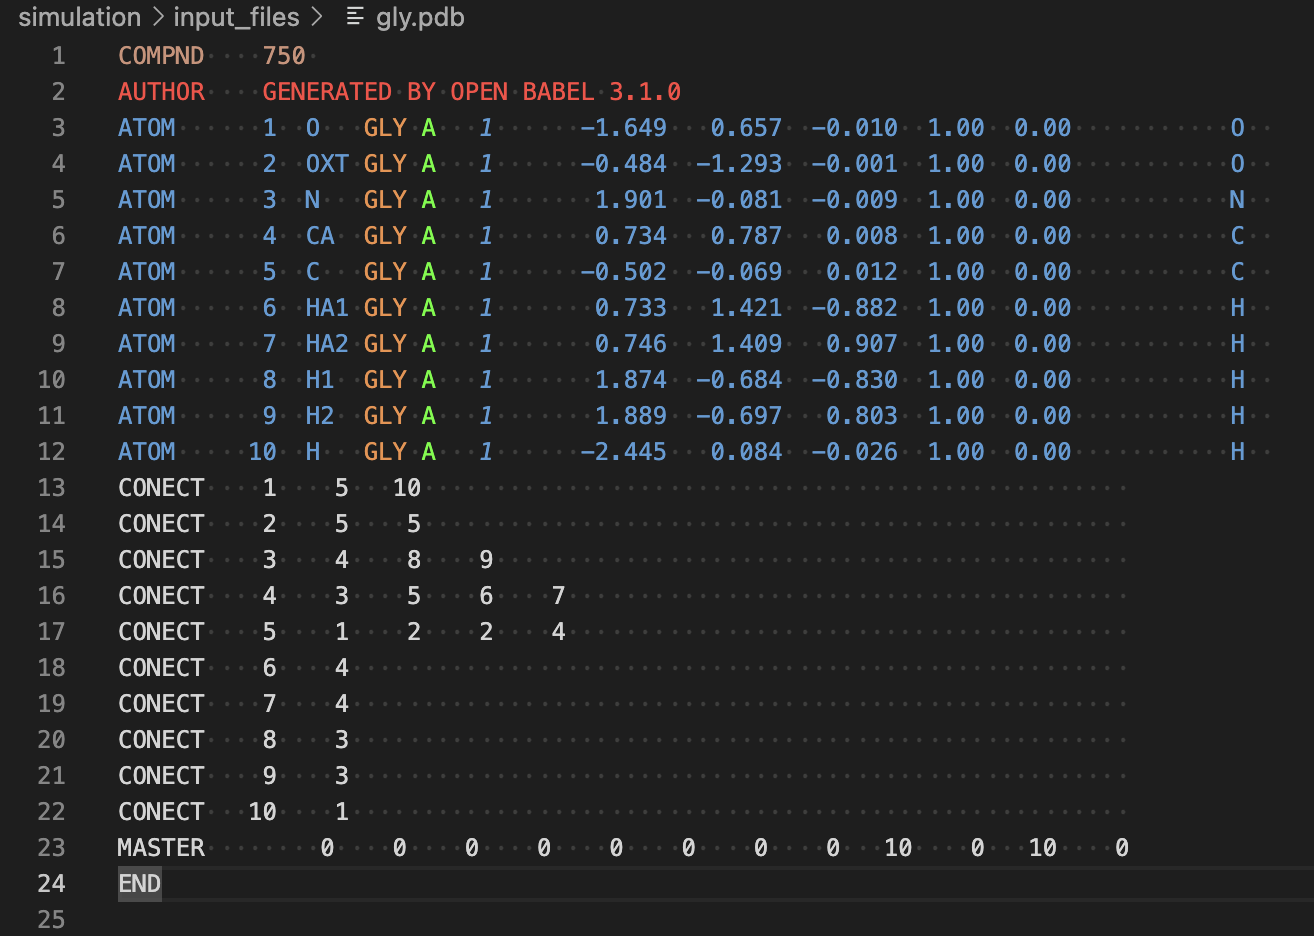 simulation > input_files > gly.pdb
1 COMPND    750
2 AUTHOR    GENERATED BY OPEN BABEL 3.1.0
3 ATOM      1  O   GLY A   1      -1.649   0.657  -0.010  1.00  0.00           O
4 ATOM      2  OXT GLY A   1      -0.484  -1.293  -0.001  1.00  0.00           O
5 ATOM      3  N   GLY A   1       1.901  -0.081  -0.009  1.00  0.00           N
6 ATOM      4  CA  GLY A   1       0.734   0.787   0.008  1.00  0.00           C
7 ATOM      5  C   GLY A   1      -0.502  -0.069   0.012  1.00  0.00           C
8 ATOM      6  HA1 GLY A   1       0.733   1.421  -0.882  1.00  0.00           H
9 ATOM      7  HA2 GLY A   1       0.746   1.409   0.907  1.00  0.00           H
10 ATOM      8  H1  GLY A   1       1.874  -0.684  -0.830  1.00  0.00           H
11 ATOM      9  H2  GLY A   1       1.889  -0.697   0.803  1.00  0.00           H
12 ATOM     10  H   GLY A   1      -2.445   0.084  -0.026  1.00  0.00           H
13 CONECT    1    5   10
14 CONECT    2    5    5
15 CONECT    3    4    8    9
16 CONECT    4    3    5    6    7
17 CONECT    5    1    2    2    4
18 CONECT    6    4
19 CONECT    7    4
20 CONECT    8    3
21 CONECT    9    3
22 CONECT   10    1
23 MASTER        0    0    0    0    0    0    0    0   10    0   10    0
24 END
25